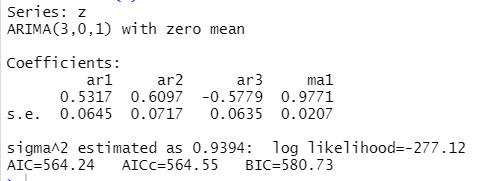 Series: z
ARIMA(3,0,1) with zero mean
Coefficients:
ar1 ar2 ar3 ma1
0.5317 0.6097 -0.5779 0.9771
s.e. 0.0645 0.0717 0.0635 0.0207
sigma^2 estimated as 0.9394: log likelihood=-277.12
AIC=564.24 AICc=564.55 BIC=580.73